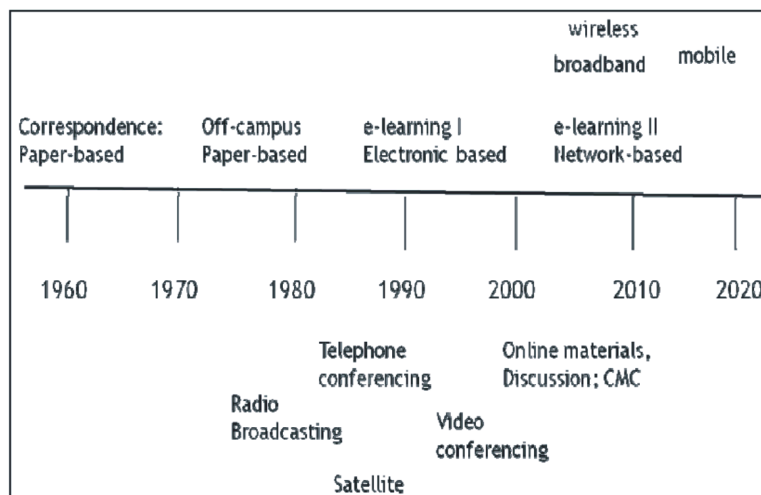 wireless
broadband
mobile
Correspondence:
Paper-based
Off-campus
Paper-based
e-learning I
Electronic based
e-learning II
Network-based
1960
1970
1980
1990
2000
2010
2020
Telephone
conferencing
Online materials,
Discussion; CMC
Radio
Broadcasting
Video
conferencing
Satellite